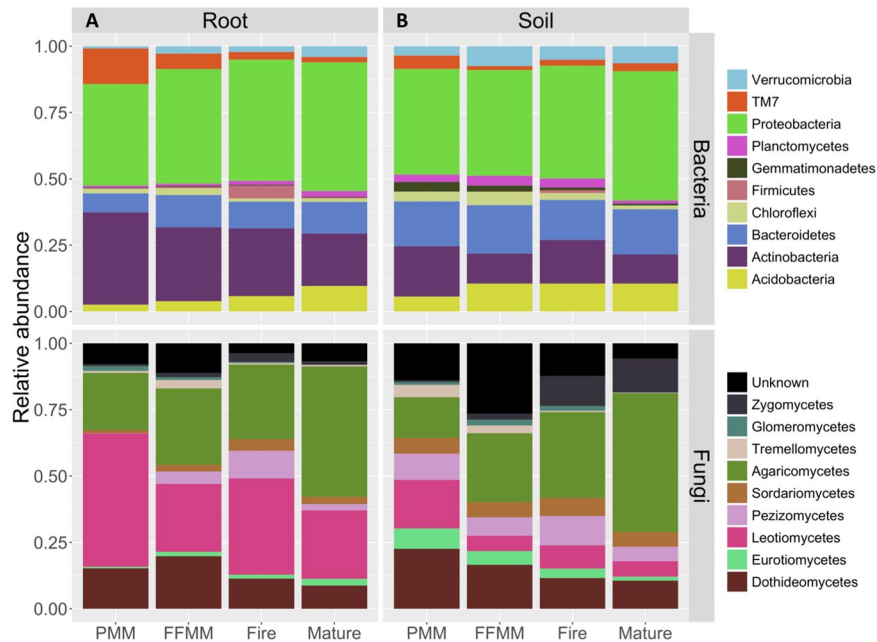 A Root
B Soil
Relative abundance
1.00
0.75
0.50
0.25
0.00
Bacteria
Verrucomicrobia
TM7
Proteobacteria
Planctomycetes
Gemmatimonadetes
Firmicutes
Chloroflexi
Bacteroidetes
Actinobacteria
Acidobacteria
1.00
0.75
0.50
0.25
0.00
Fungi
Unknown
Zygomycetes
Glomeromycetes
Tremellomycetes
Agaricomycetes
Sordariomycetes
Pezizomycetes
Leotiomycetes
Eurotiomycetes
Dothideomycetes
PMM FFMM Fire Mature
PMM FFMM Fire Mature